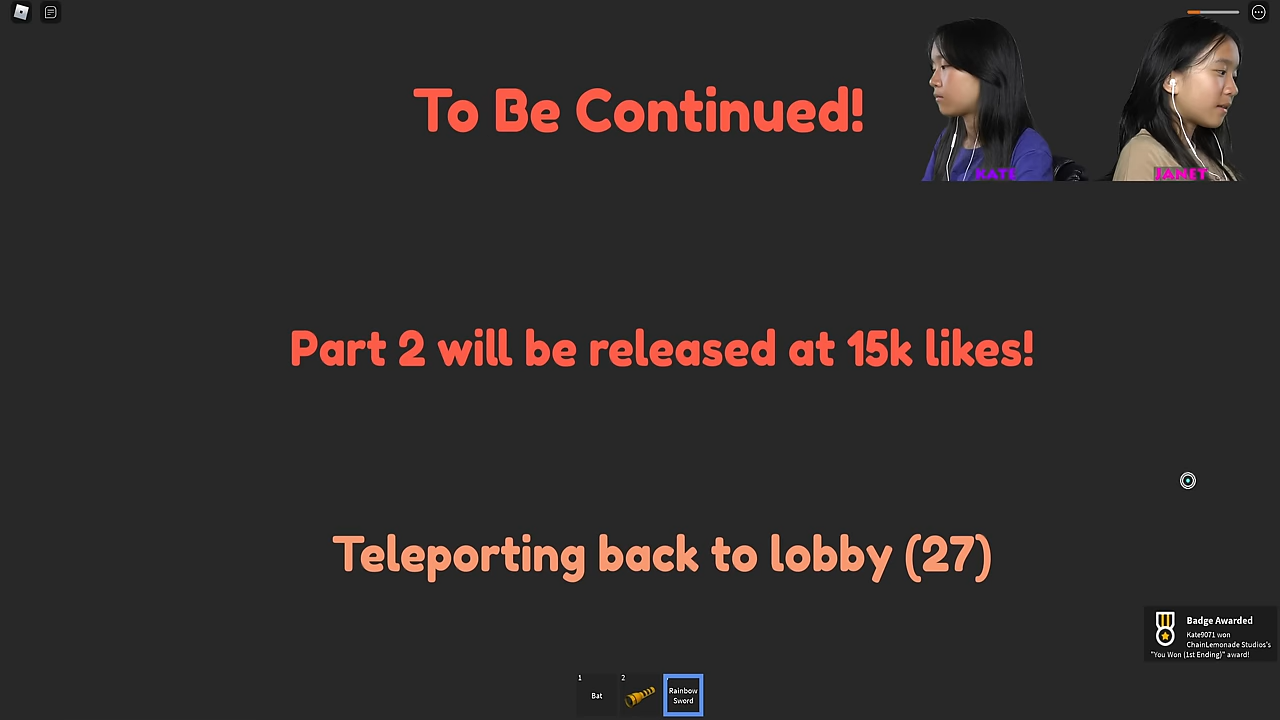 To Be Continued!
KATE
JANET
Part 2 will be released at 15k likes!
Teleporting back to lobby (27)
Badge Awarded
Kate9071 won
ChainLemonade Studios's
"You Won (1st Ending)" award!
1
Bat
2
Rainbow
Sword